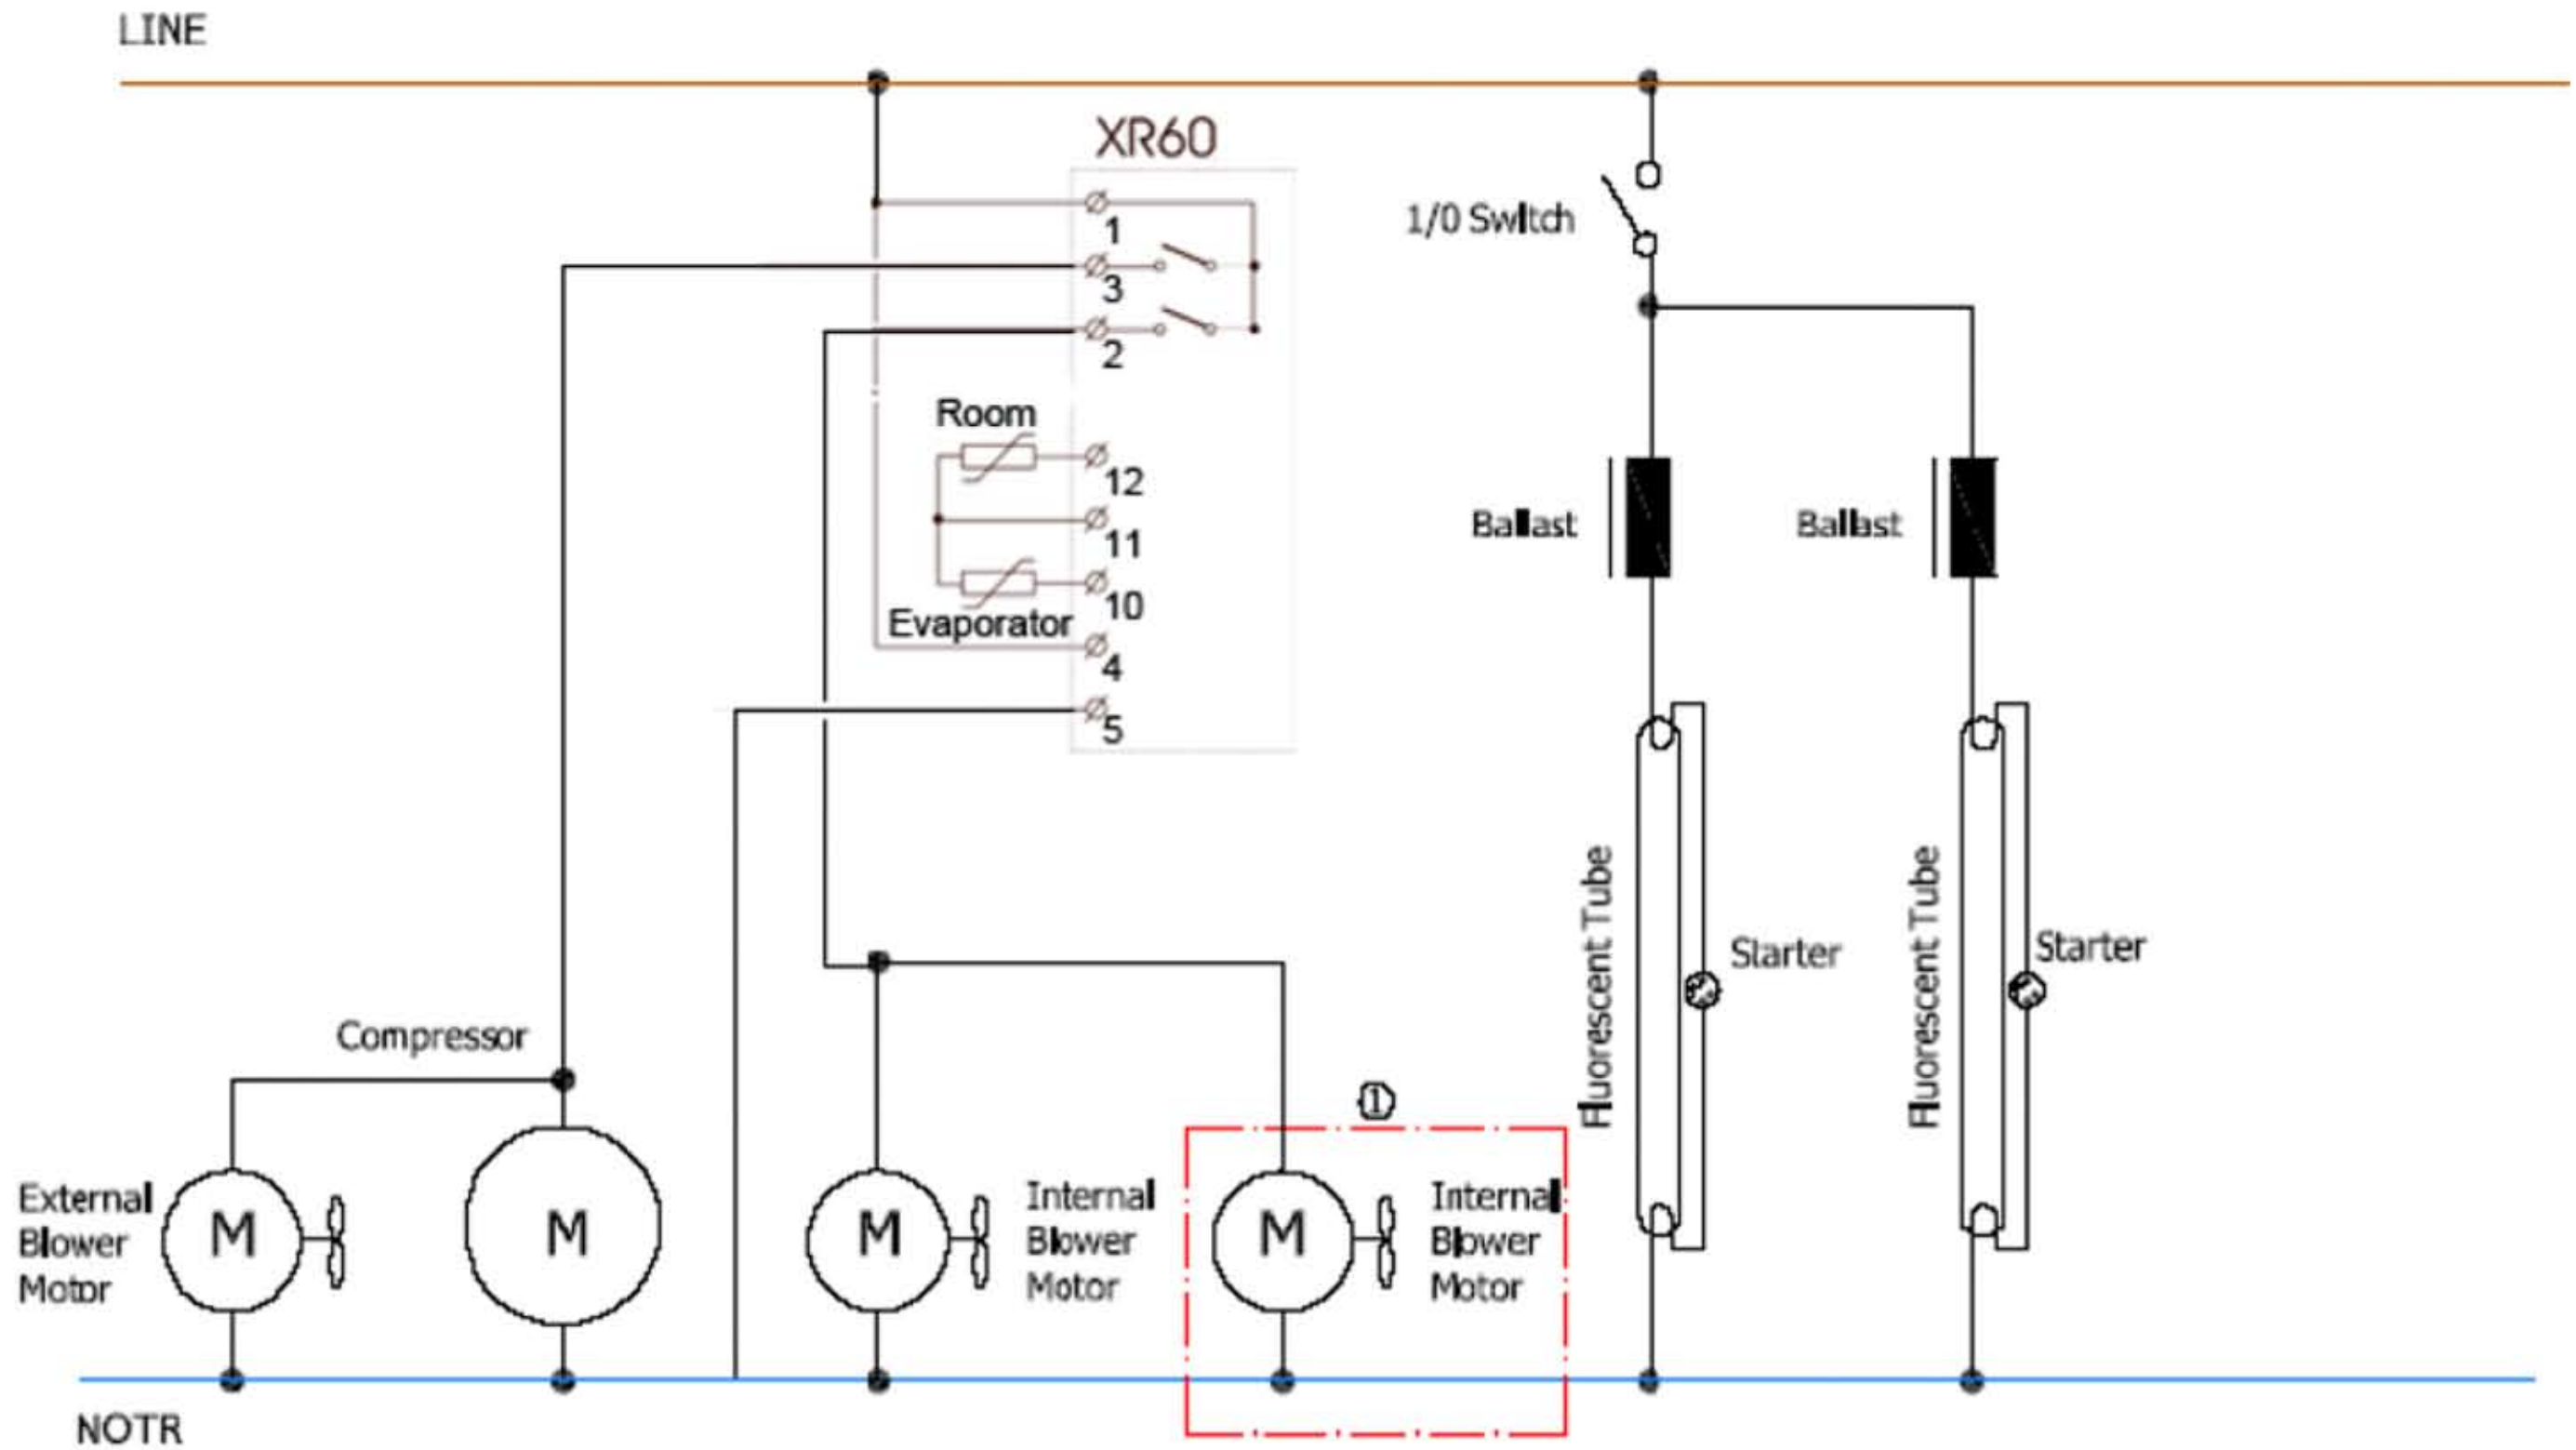 LINE
XR60
1
3
2
1/0 Switch
Room
12
11
10
Evaporator
4
5
Ballast
Ballast
Fluorescent Tube
Starter
Fluorescent Tube
Starter
Compressor
1
External
Blower
Motor
M
M
M
Internal
Blower
Motor
M
Internal
Blower
Motor
NOTR